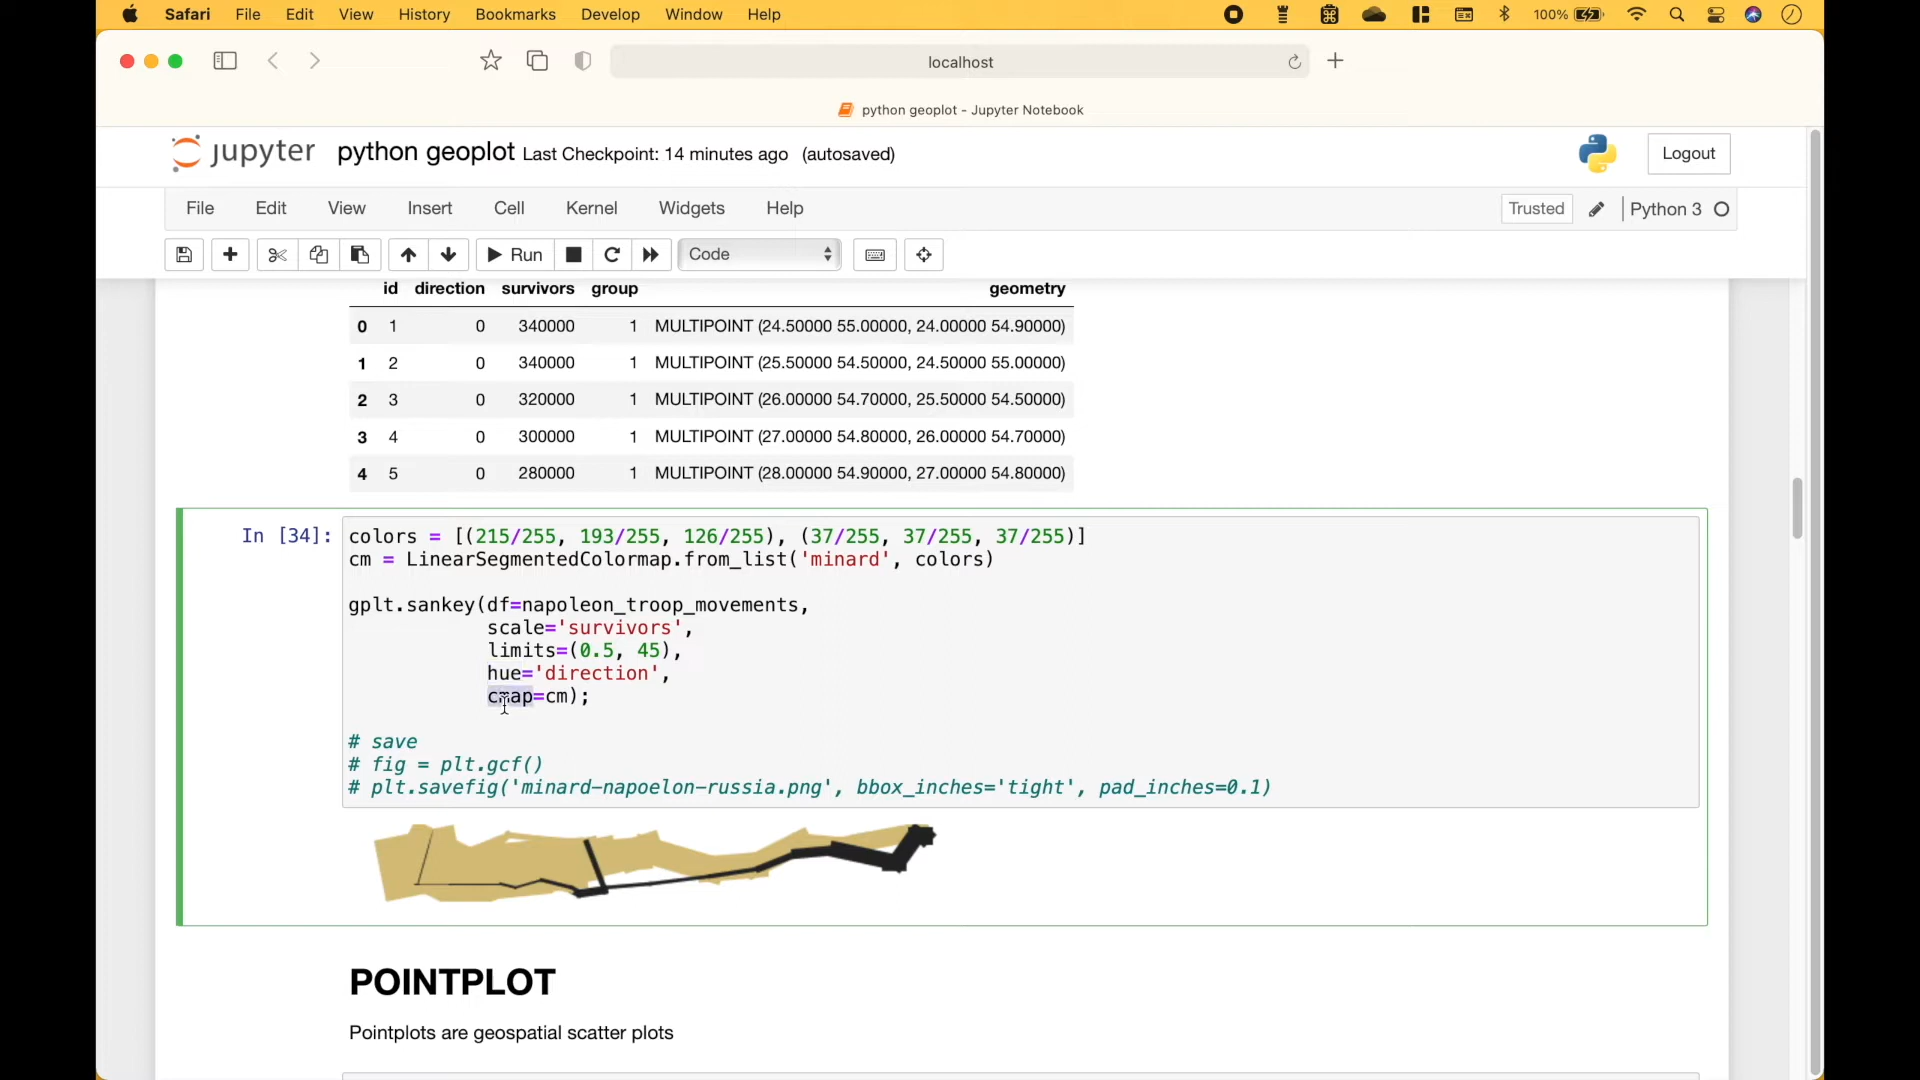 Safari File Edit View History Bookmarks Develop Window Help 100%
localhost
python geoplot - Jupyter Notebook
jupyter python geoplot Last Checkpoint: 14 minutes ago (autosaved) Logout
File Edit View Insert Cell Kernel Widgets Help Trusted Python 3
Run Code
id direction survivors group geometry
0 1 0 340000 1 MULTIPOINT (24.50000 55.00000, 24.00000 54.90000)
1 2 0 340000 1 MULTIPOINT (25.50000 54.50000, 24.50000 55.00000)
2 3 0 320000 1 MULTIPOINT (26.00000 54.70000, 25.50000 54.50000)
3 4 0 300000 1 MULTIPOINT (27.00000 54.80000, 26.00000 54.70000)
4 5 0 280000 1 MULTIPOINT (28.00000 54.90000, 27.00000 54.80000)
In [34]: colors = [(215/255, 193/255, 126/255), (37/255, 37/255, 37/255)]
cm = LinearSegmentedColormap.from_list('minard', colors)
gplt.sankey(df=napoleon_troop_movements,
scale='survivors',
limits=(0.5, 45),
hue='direction',
cmap=cm);
# save
# fig = plt.gcf()
# plt.savefig('minard-napoelon-russia.png', bbox_inches='tight', pad_inches=0.1)
POINTPLOT
Pointplots are geospatial scatter plots